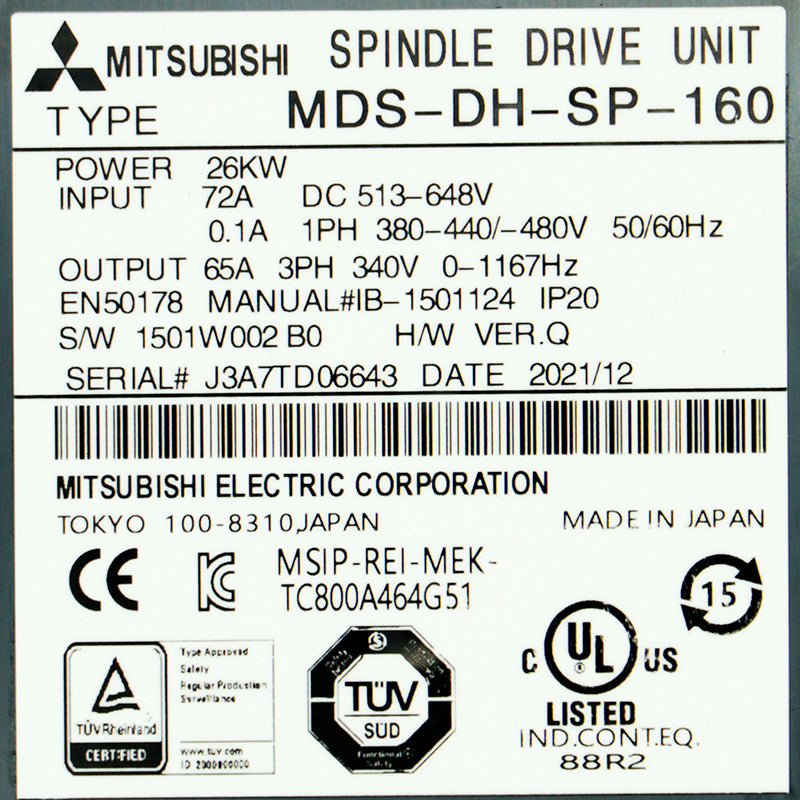 MITSUBISHI SPINDLE DRIVE UNIT
TYPE MDS-DH-SP-160
POWER 26KW
INPUT 72A DC 513-648V
0.1A 1PH 380-440/-480V 50/60Hz
OUTPUT 65A 3PH 340V 0-1167Hz
EN50178 MANUAL#IB-1501124 IP20
S/W 1501W002 B0 H/W VER.Q
SERIAL# J3A7TD06643 DATE 2021/12
MITSUBISHI ELECTRIC CORPORATION
TOKYO 100-8310,JAPAN MADE IN JAPAN
CE
KC
MSIP-REI-MEK-
TC800A464G51
15
TÜVRheinland
CERTIFIED
Type Approved
Safety
Regular Production
Surveillance
www.tuv.com
ID
TÜV
SÜD
Functional
C UL US
®
LISTED
IND.CONT.EQ.
88R2